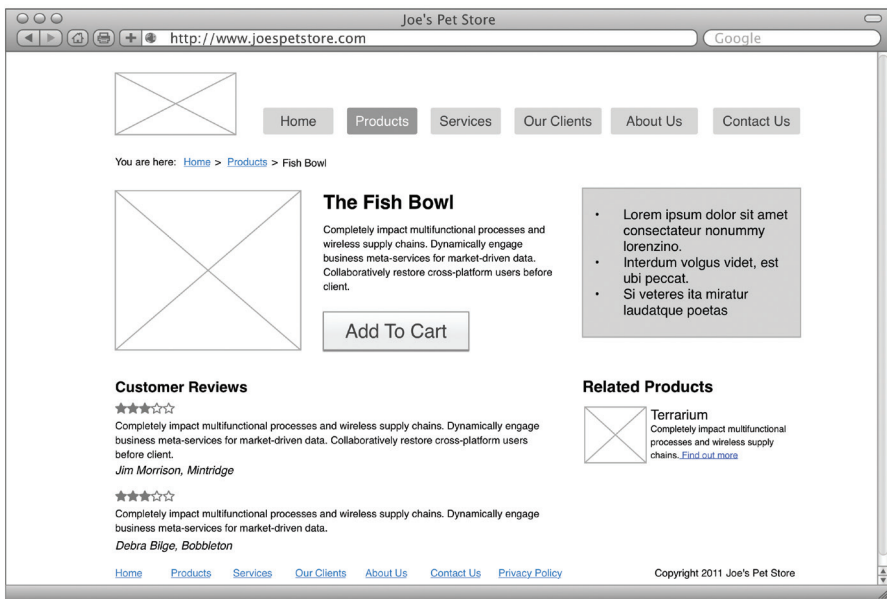 Joe's Pet Store
http://www.joespetstore.com
Google
Home Products Services Our Clients About Us Contact Us
You are here: Home > Products > Fish Bowl
The Fish Bowl
Completely impact multifunctional processes and
wireless supply chains. Dynamically engage
business meta-services for market-driven data.
Collaboratively restore cross-platform users before
client.
Add To Cart
• Lorem ipsum dolor sit amet
consectateur nonummy
lorenzino.
• Interdum volgus videt, est
ubi peccat.
• Si veteres ita miratur
laudatque poetas
Customer Reviews
Completely impact multifunctional processes and wireless supply chains. Dynamically engage
business meta-services for market-driven data. Collaboratively restore cross-platform users
before client.
Jim Morrison, Mintridge
Completely impact multifunctional processes and wireless supply chains. Dynamically engage
business meta-services for market-driven data.
Debra Bilge, Bobbleton
Related Products
Terrarium
Completely impact multifunctional
processes and wireless supply
chains. Find out more
Home Products Services Our Clients About Us Contact Us Privacy Policy Copyright 2011 Joe's Pet Store